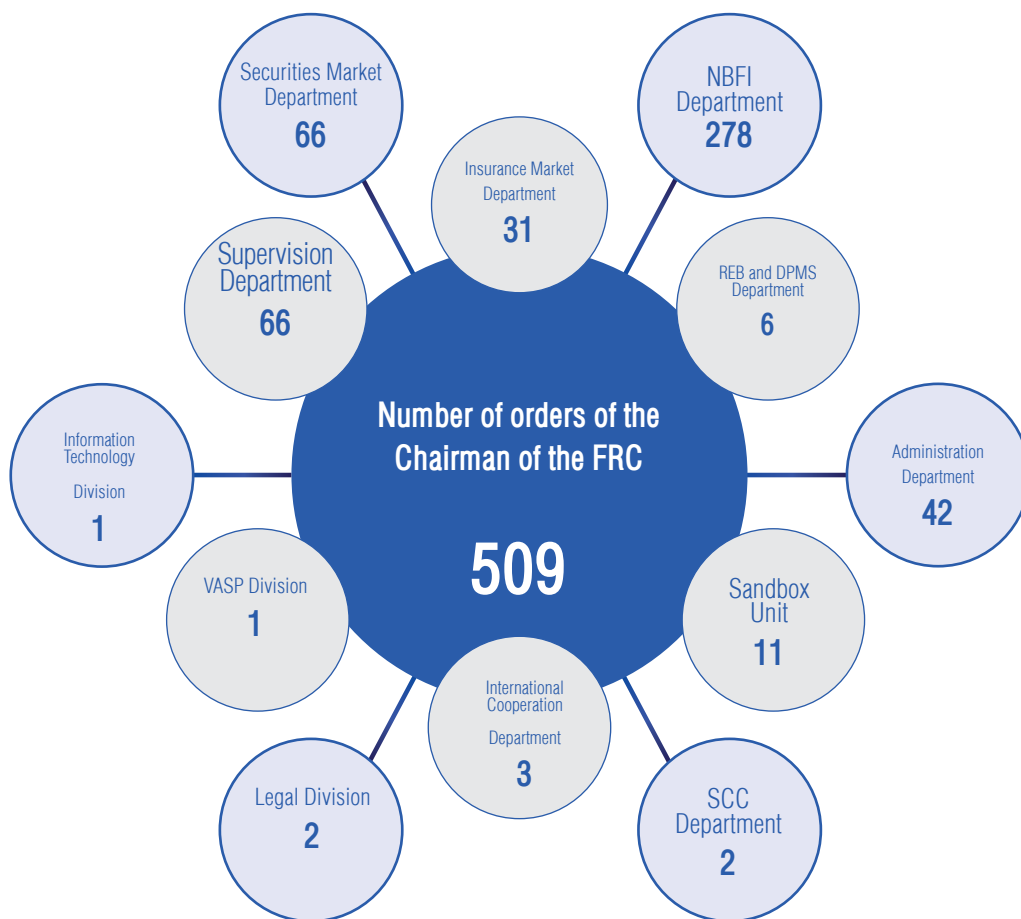 Securities Market
Department
66
NBFI
Department
278
Insurance Market
Department
31
Supervision
Department
66
REB and DPMS
Department
6
Number of orders of the
Chairman of the FRC
509
Information
Technology
Division
1
Administration
Department
42
VASP Division
1
Sandbox
Unit
11
International
Cooperation
Department
3
Legal Division
2
SCC
Department
2